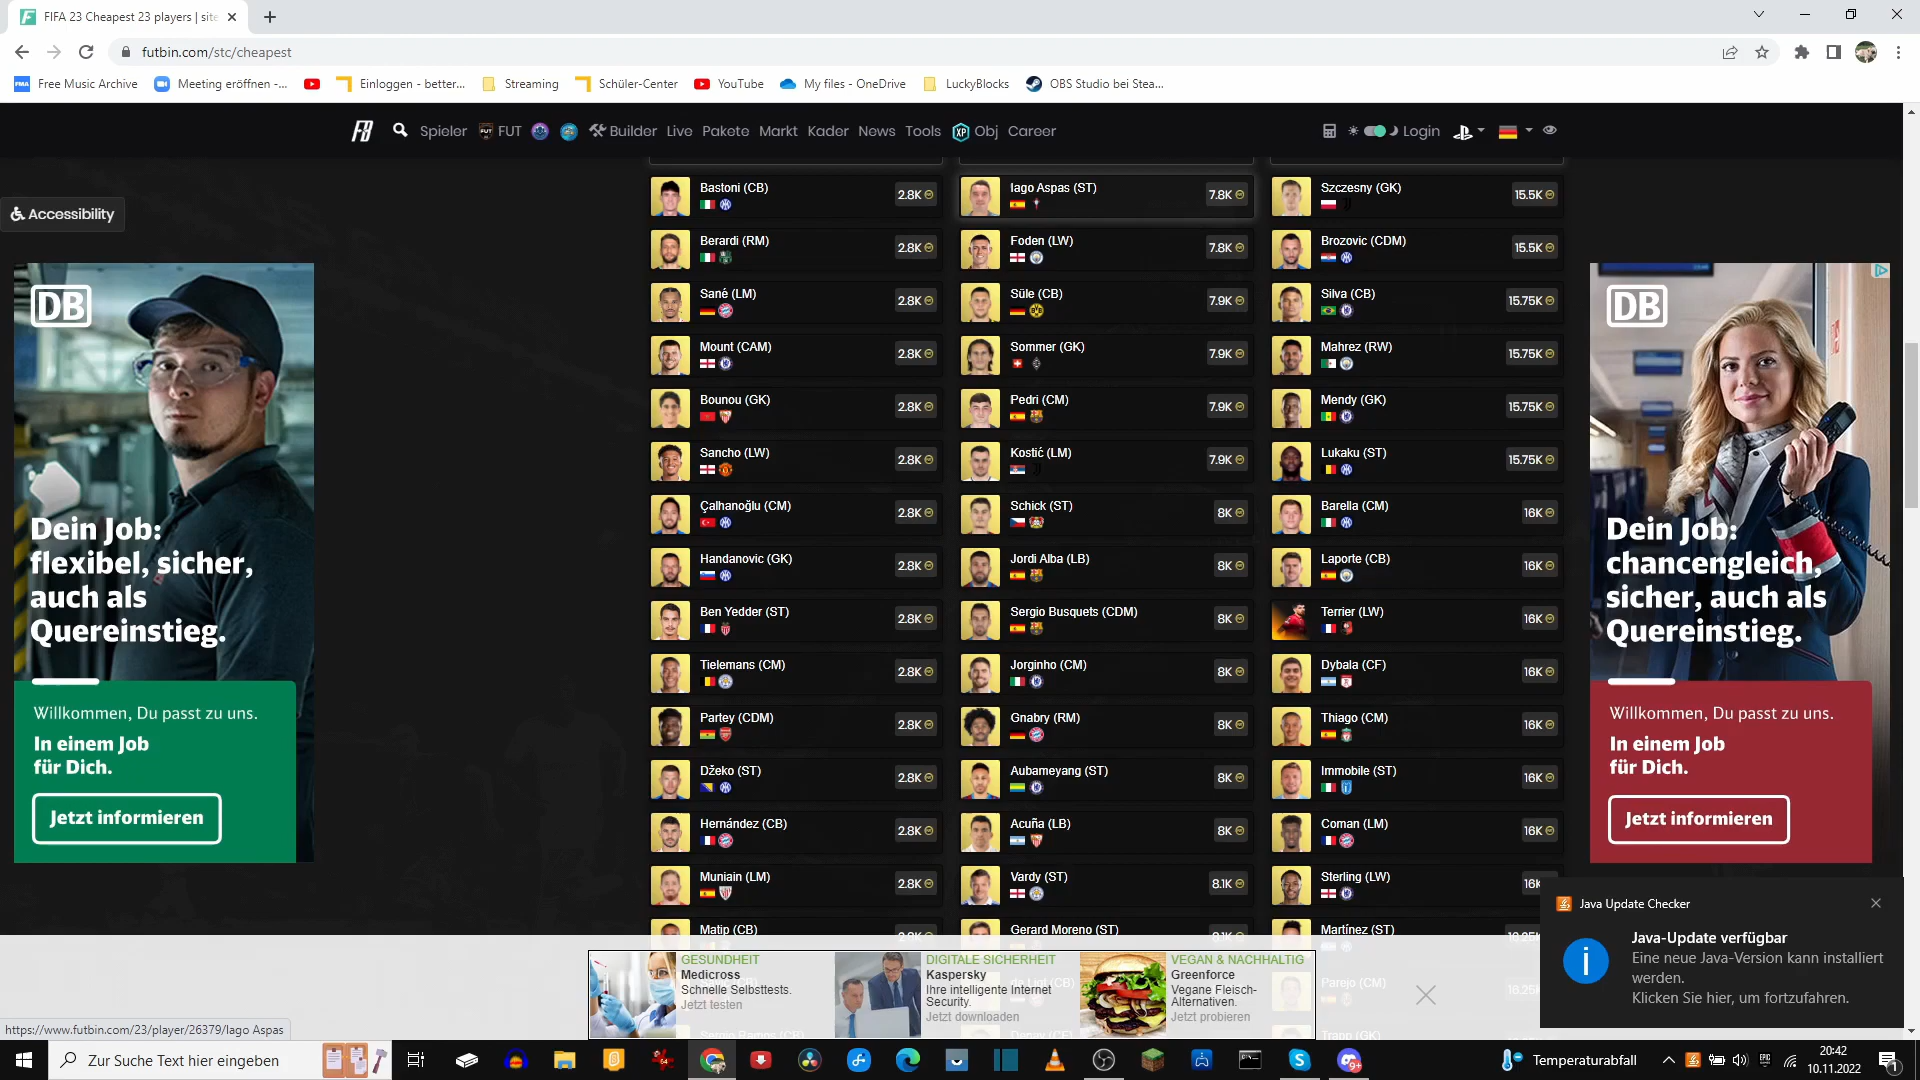 FIFA 23 Cheapest 23 players | site
futbin.com/stc/cheapest
Free Music Archive
Meeting eröffnen -...
Einloggen - better...
Streaming
Schüler-Center
YouTube
My files - OneDrive
LuckyBlocks
OBS Studio bei Stea...
Spieler FUT Builder Live Pakete Markt Kader News Tools Obj Career
Login
Accessibility
Bastoni (CB) 2.8K
Berardi (RM) 2.8K
Sané (LM) 2.8K
Mount (CAM) 2.8K
Bounou (GK) 2.8K
Sancho (LW) 2.8K
Çalhanoğlu (CM) 2.8K
Handanovic (GK) 2.8K
Ben Yedder (ST) 2.8K
Tielemans (CM) 2.8K
Partey (CDM) 2.8K
Džeko (ST) 2.8K
Hernández (CB) 2.8K
Muniain (LM) 2.8K
Matip (CB)
Iago Aspas (ST) 7.8K
Foden (LW) 7.8K
Süle (CB) 7.9K
Sommer (GK) 7.9K
Pedri (CM) 7.9K
Kostić (LM) 7.9K
Schick (ST) 8K
Jordi Alba (LB) 8K
Sergio Busquets (CDM) 8K
Jorginho (CM) 8K
Gnabry (RM) 8K
Aubameyang (ST) 8K
Acuña (LB) 8K
Vardy (ST) 8.1K
Gerard Moreno (ST) 8.1K
Szczesny (GK) 15.5K
Brozovic (CDM) 15.5K
Silva (CB) 15.75K
Mahrez (RW) 15.75K
Mendy (GK) 15.75K
Lukaku (ST) 15.75K
Barella (CM) 16K
Laporte (CB) 16K
Terrier (LW) 16K
Dybala (CF) 16K
Thiago (CM) 16K
Immobile (ST) 16K
Coman (LM) 16K
Sterling (LW) 16K
Martínez (ST)
Parejo (CM)
Trapp (GK)
DB
Dein Job:
flexibel, sicher,
auch als
Quereinstieg.
Willkommen, Du passt zu uns.
In einem Job
für Dich.
Jetzt informieren
DB
Dein Job:
chancengleich,
sicher, auch als
Quereinstieg.
Willkommen, Du passt zu uns.
In einem Job
für Dich.
Jetzt informieren
GESUNDHEIT
Medicross
Schnelle Selbsttests.
Jetzt testen
DIGITALE SICHERHEIT
Kaspersky
Ihre intelligente Internet
Security.
Jetzt downloaden
VEGAN & NACHHALTIG
Greenforce
Vegane Fleisch-
Alternativen.
Jetzt probieren
Java Update Checker
Java-Update verfügbar
Eine neue Java-Version kann installiert
werden.
Klicken Sie hier, um fortzufahren.
https://www.futbin.com/23/player/26379/Iago Aspas
Zur Suche Text hier eingeben
Temperaturabfall
20:42
10.11.2022